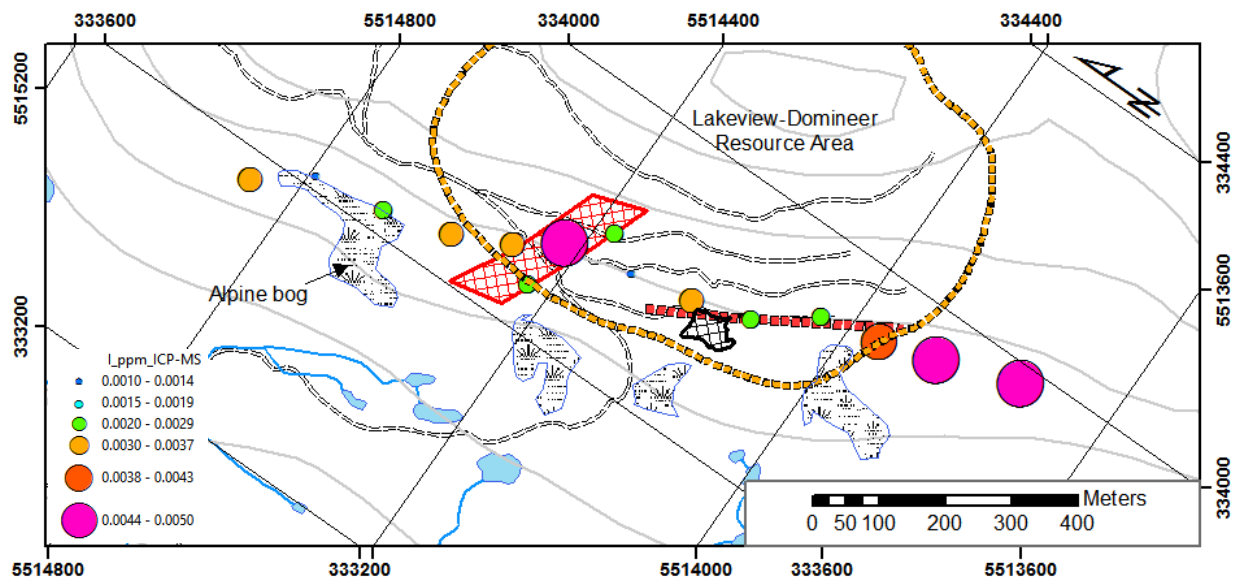 333600
5514800
334000
5514400
334400
5515200
333200
334400
5513600
334000
N
Lakeview-Domineer
Resource Area
Alpine bog
I_ppm_ICP-MS
0.0010 - 0.0014
0.0015 - 0.0019
0.0020 - 0.0029
0.0030 - 0.0037
0.0038 - 0.0043
0.0044 - 0.0050
Meters
0 50 100 200 300 400
5514800
333200
5514000
333600
5513600